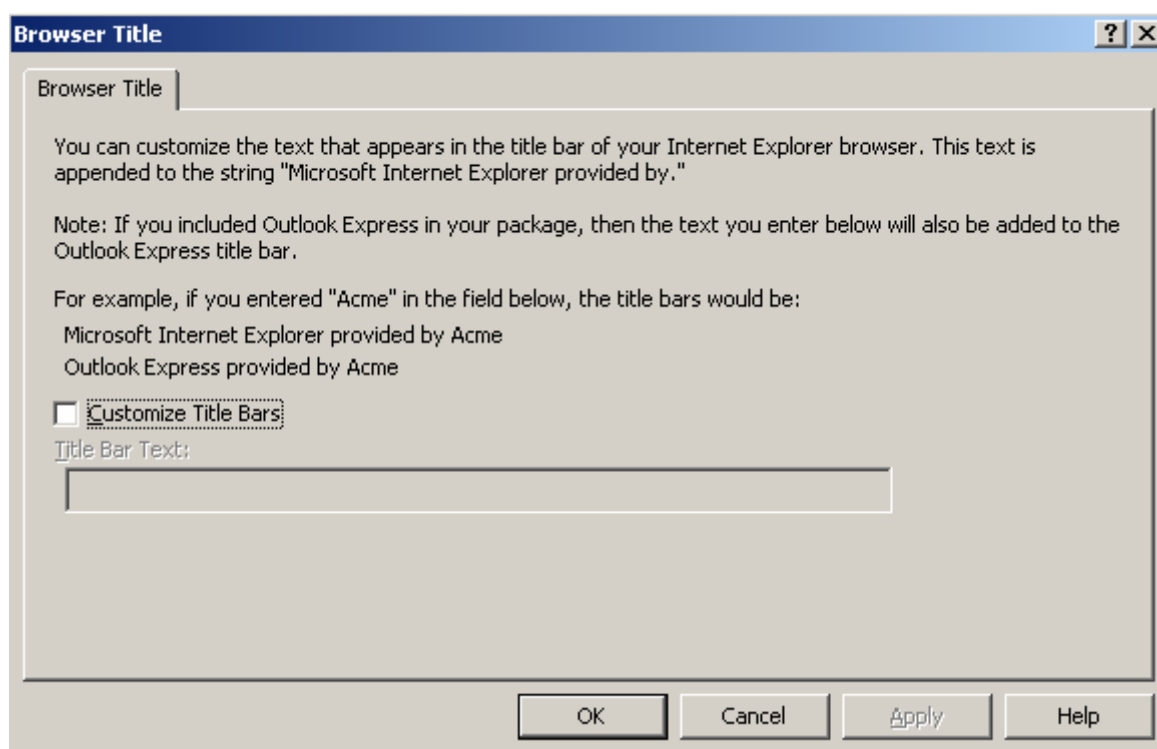 Browser Title
Browser Title
You can customize the text that appears in the title bar of your Internet Explorer browser. This text is
appended to the string "Microsoft Internet Explorer provided by."
Note: If you included Outlook Express in your package, then the text you enter below will also be added to the
Outlook Express title bar.
For example, if you entered "Acme" in the field below, the title bars would be:
Microsoft Internet Explorer provided by Acme
Outlook Express provided by Acme
Customize Title Bars
Title Bar Text:
OK Cancel Apply Help